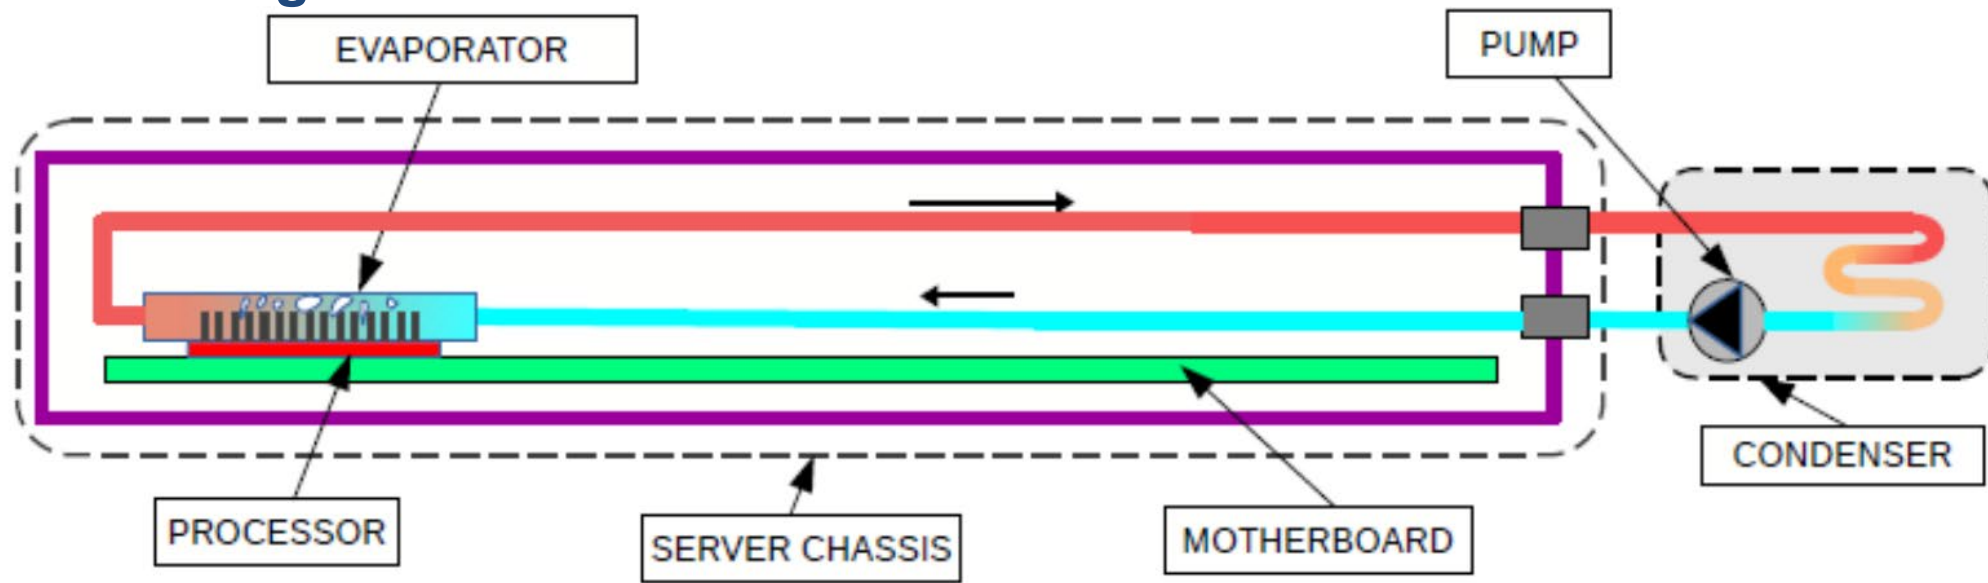 EVAPORATOR
PUMP
CONDENSER
PROCESSOR
SERVER CHASSIS
MOTHERBOARD